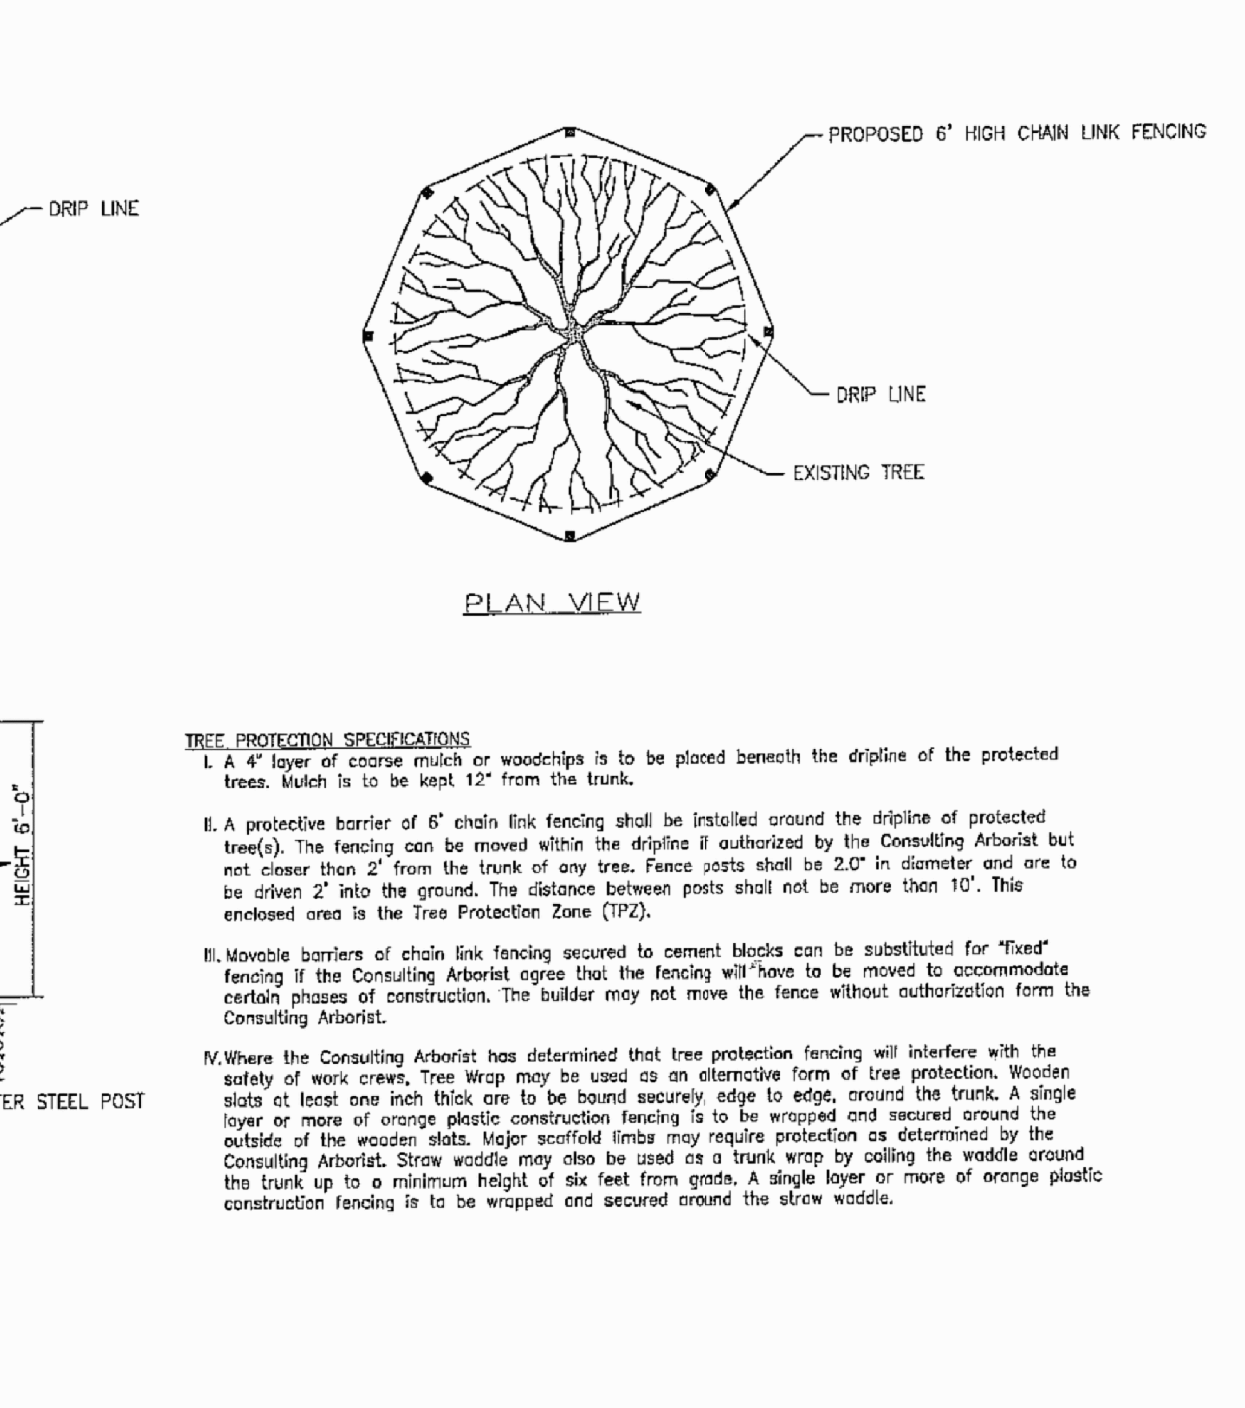 PROPOSED 6' HIGH CHAIN LINK FENCING
DRIP LINE
DRIP LINE
EXISTING TREE
PLAN VIEW
HEIGHT 6'-0"
STEEL POST
TREE PROTECTION SPECIFICATIONS
I. A 4" layer of coarse mulch or woodchips is to be placed beneath the dripline of the protected
trees. Mulch is to be kept 12" from the trunk.
II. A protective barrier of 6' chain link fencing shall be installed around the dripline of protected
tree(s). The fencing can be moved within the dripline if authorized by the Consulting Arborist but
not closer than 2' from the trunk of any tree. Fence posts shall be 2.0" in diameter and are to
be driven 2' into the ground. The distance between posts shall not be more than 10'. This
enclosed area is the Tree Protection Zone (TPZ).
III. Movable barriers of chain link fencing secured to cement blocks can be substituted for "fixed"
fencing if the Consulting Arborist agree that the fencing will have to be moved to accommodate
certain phases of construction. The builder may not move the fence without authorization form the
Consulting Arborist.
IV. Where the Consulting Arborist has determined that tree protection fencing will interfere with the
safety of work crews, Tree Wrap may be used as an alternative form of tree protection. Wooden
slats at least one inch thick are to be bound securely, edge to edge, around the trunk. A single
layer or more of orange plastic construction fencing is to be wrapped and secured around the
outside of the wooden slats. Major scaffold limbs may require protection as determined by the
Consulting Arborist. Straw waddle may also be used as a trunk wrap by coiling the waddle around
the trunk up to a minimum height of six feet from grade. A single layer or more of orange plastic
construction fencing is to be wrapped and secured around the straw waddle.